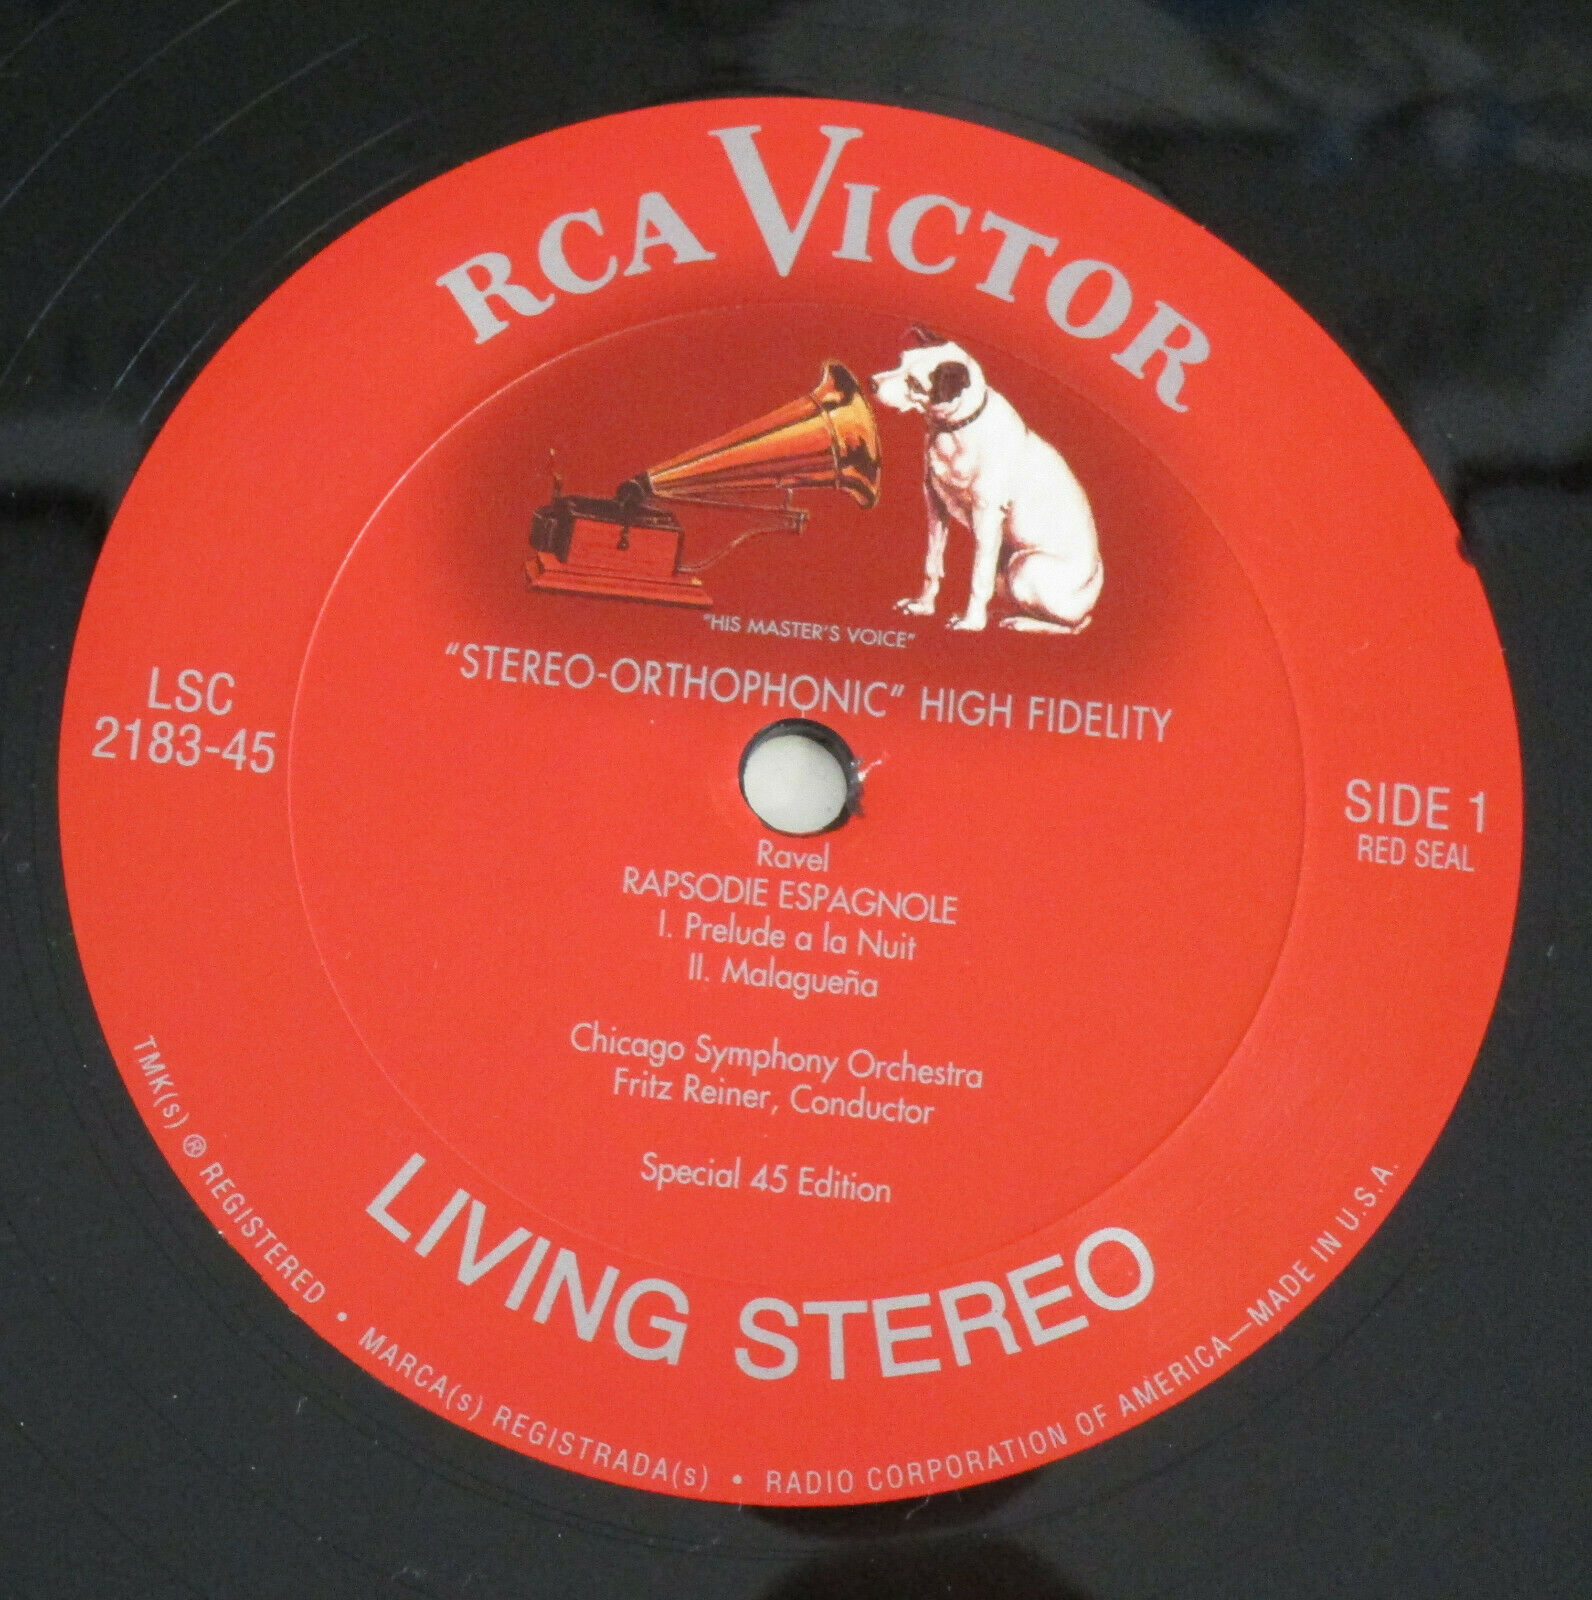 RCA VICTOR
"HIS MASTER'S VOICE"
"STEREO-ORTHOPHONIC" HIGH FIDELITY
LSC
2183-45
SIDE 1
RED SEAL
Ravel
RAPSODIE ESPAGNOLE
I. Prelude a la Nuit
II. Malagueña
Chicago Symphony Orchestra
Fritz Reiner, Conductor
Special 45 Edition
LIVING STEREO
TMK(s) ® REGISTERED • MARCA(s) REGISTRADA(s) • RADIO CORPORATION OF AMERICA—MADE IN U.S.A.